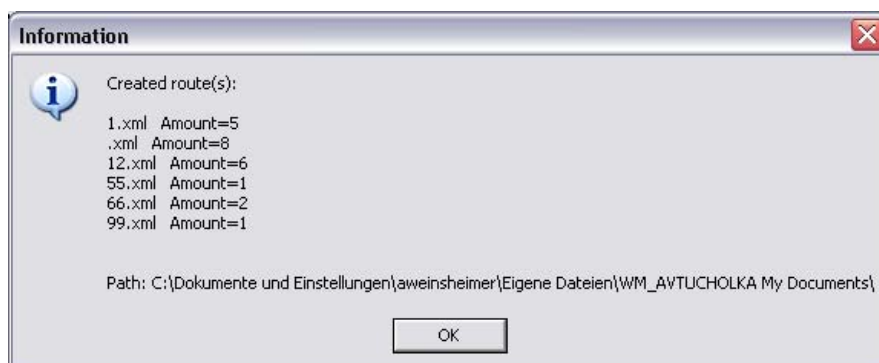 Information
Created route(s):
1.xml Amount=5
.xml Amount=8
12.xml Amount=6
55.xml Amount=1
66.xml Amount=2
99.xml Amount=1
Path: C:\Dokumente und Einstellungen\aweinsheimer\Eigene Dateien\WM_AVTUCHOLKA My Documents\
OK